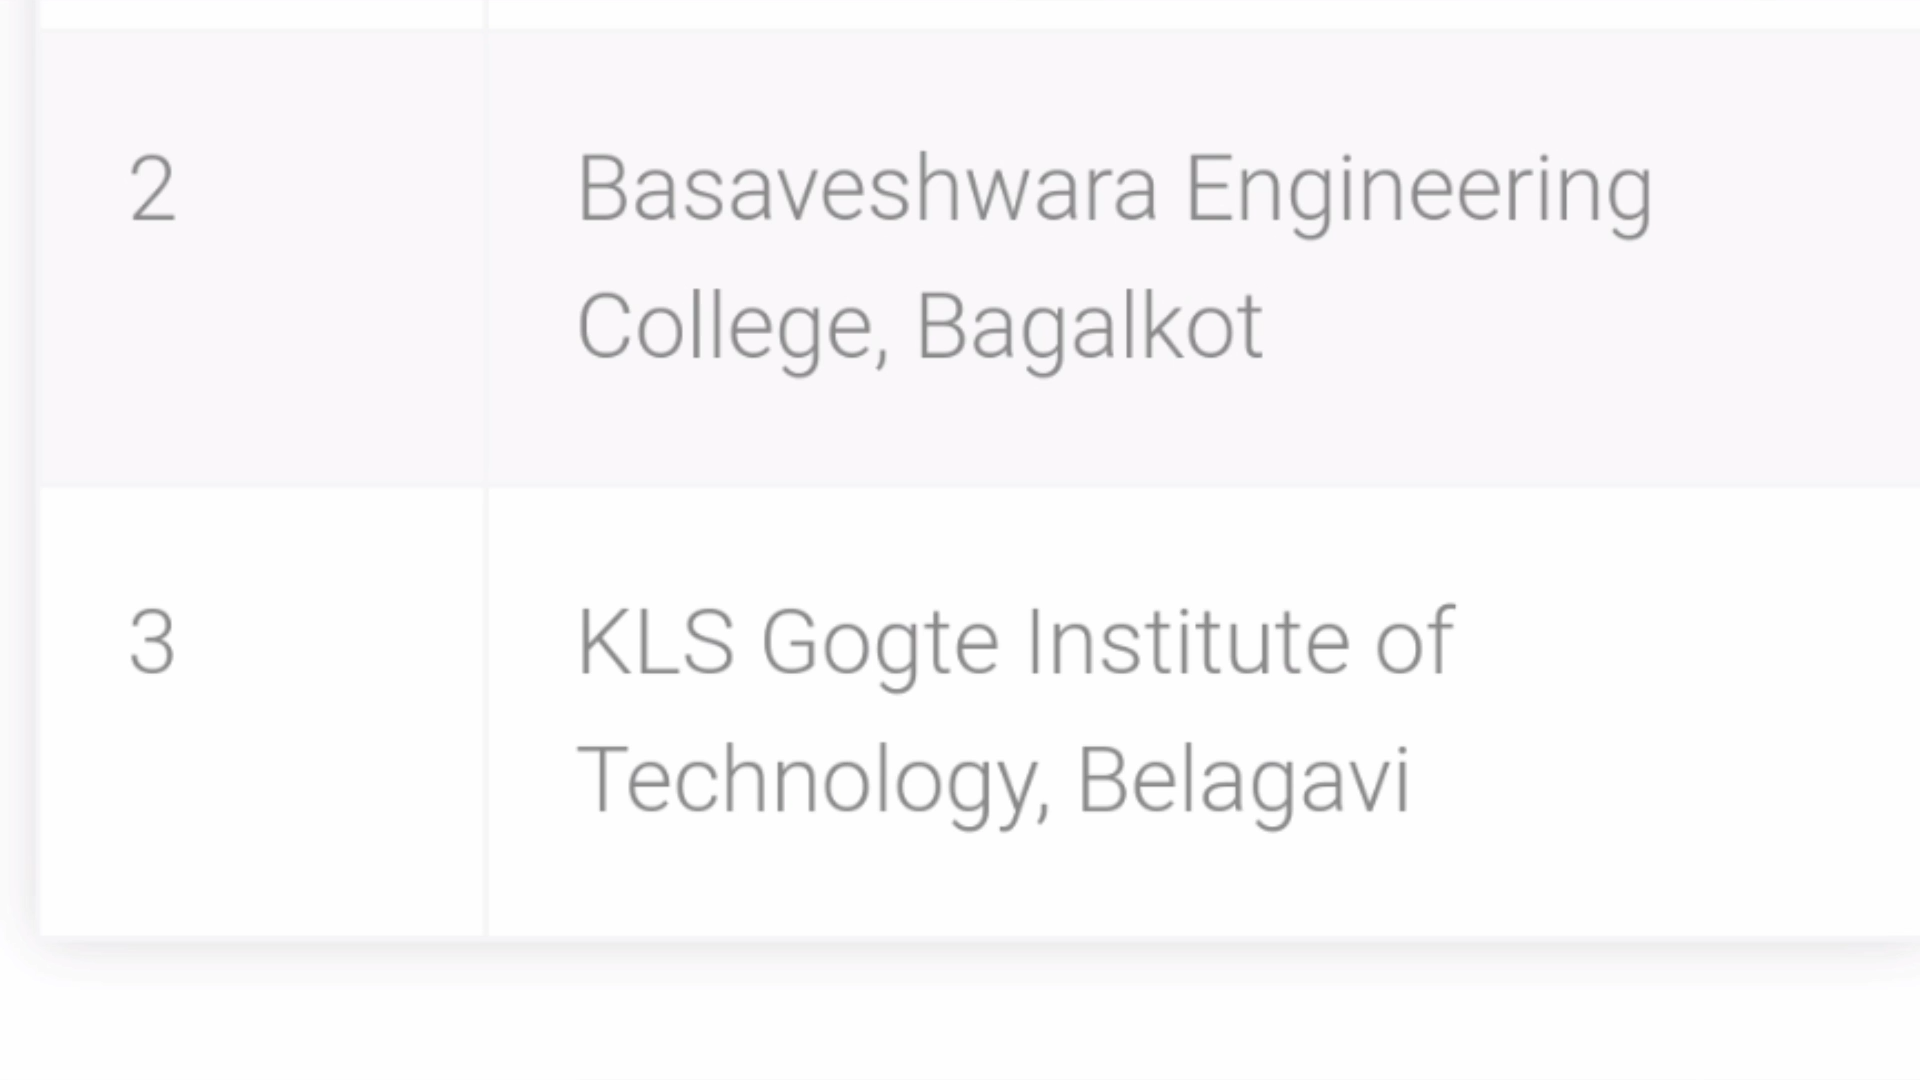 2
Basaveshwara Engineering
College, Bagalkot
3
KLS Gogte Institute of
Technology, Belagavi